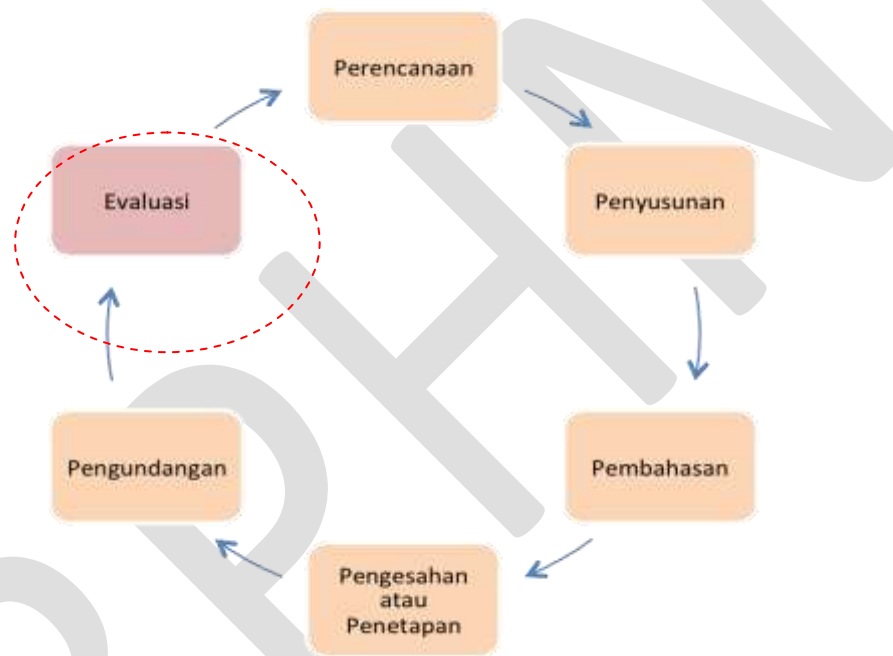 Perencanaan
Penyusunan
Pembahasan
Pengesahan
atau
Penetapan
Pengundangan
Evaluasi